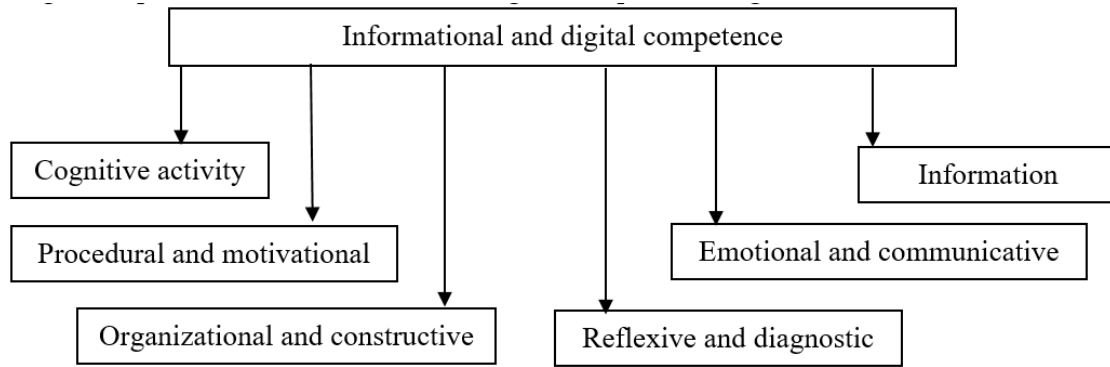 Informational and digital competence
Cognitive activity
Information
Procedural and motivational
Emotional and communicative
Organizational and constructive
Reflexive and diagnostic